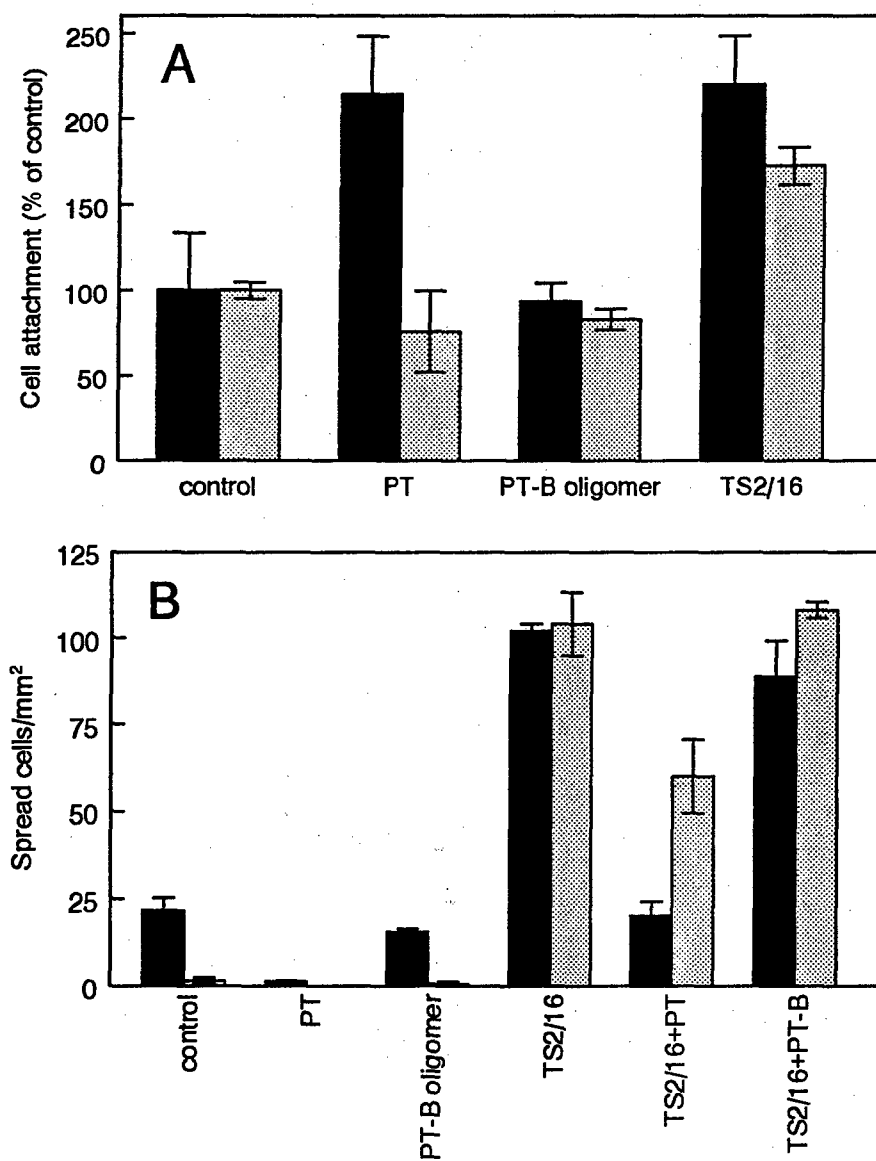 A
Cell attachment (% of control)
250
200
150
100
50
0
control
PT
PT-B oligomer
TS2/16
B
Spread cells/mm²
125
100
75
50
25
0
control
PT
PT-B oligomer
TS2/16
TS2/16+PT
TS2/16+PT-B